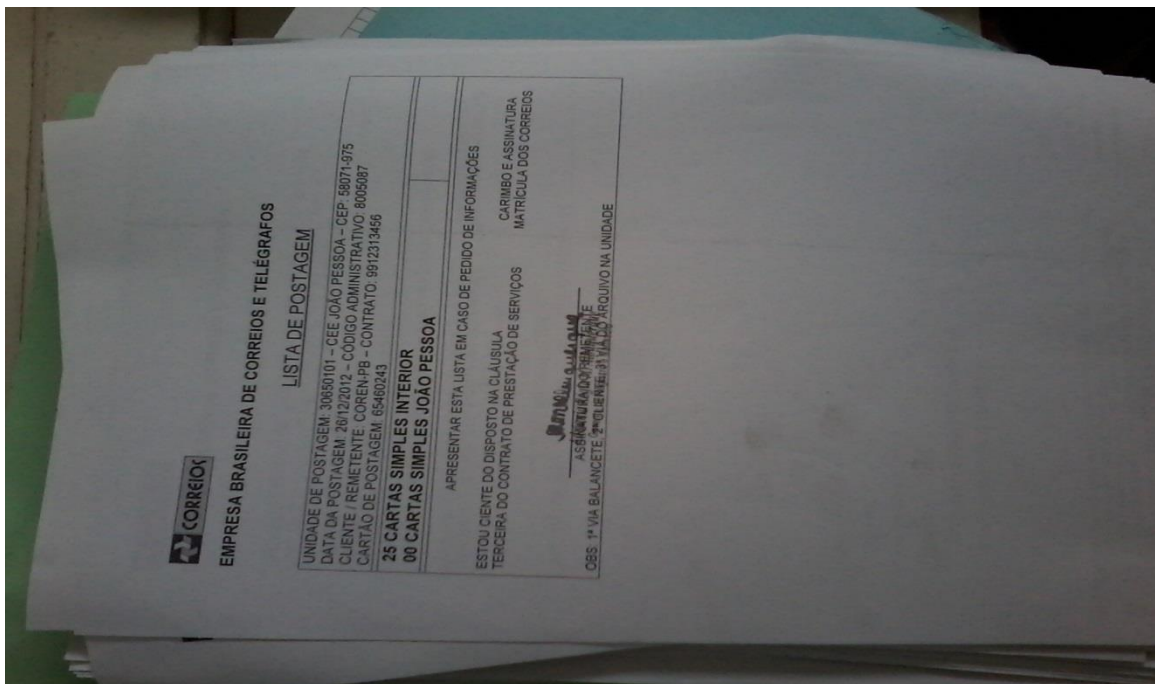 CORREIOS
EMPRESA BRASILEIRA DE CORREIOS E TELÉGRAFOS
LISTA DE POSTAGEM
UNIDADE DE POSTAGEM: 30650101 – CEE JOÃO PESSOA – CEP: 58071-975
DATA DA POSTAGEM: 26/12/2012 – CÓDIGO ADMINISTRATIVO: 8005087
CLIENTE / REMETENTE: COREN-PB – CONTRATO: 9912313456
CARTÃO DE POSTAGEM: 65460243
25 CARTAS SIMPLES INTERIOR
00 CARTAS SIMPLES JOÃO PESSOA
APRESENTAR ESTA LISTA EM CASO DE PEDIDO DE INFORMAÇÕES
ESTOU CIENTE DO DISPOSTO NA CLÁUSULA
TERCEIRA DO CONTRATO DE PRESTAÇÃO DE SERVIÇOS
CARIMBO E ASSINATURA
MATRÍCULA DOS CORREIOS
ASSINATURA DO REMETENTE
OBS: 1ª VIA BALANCETE, 2ª CLIENTE, 3ª VIA DO ARQUIVO NA UNIDADE